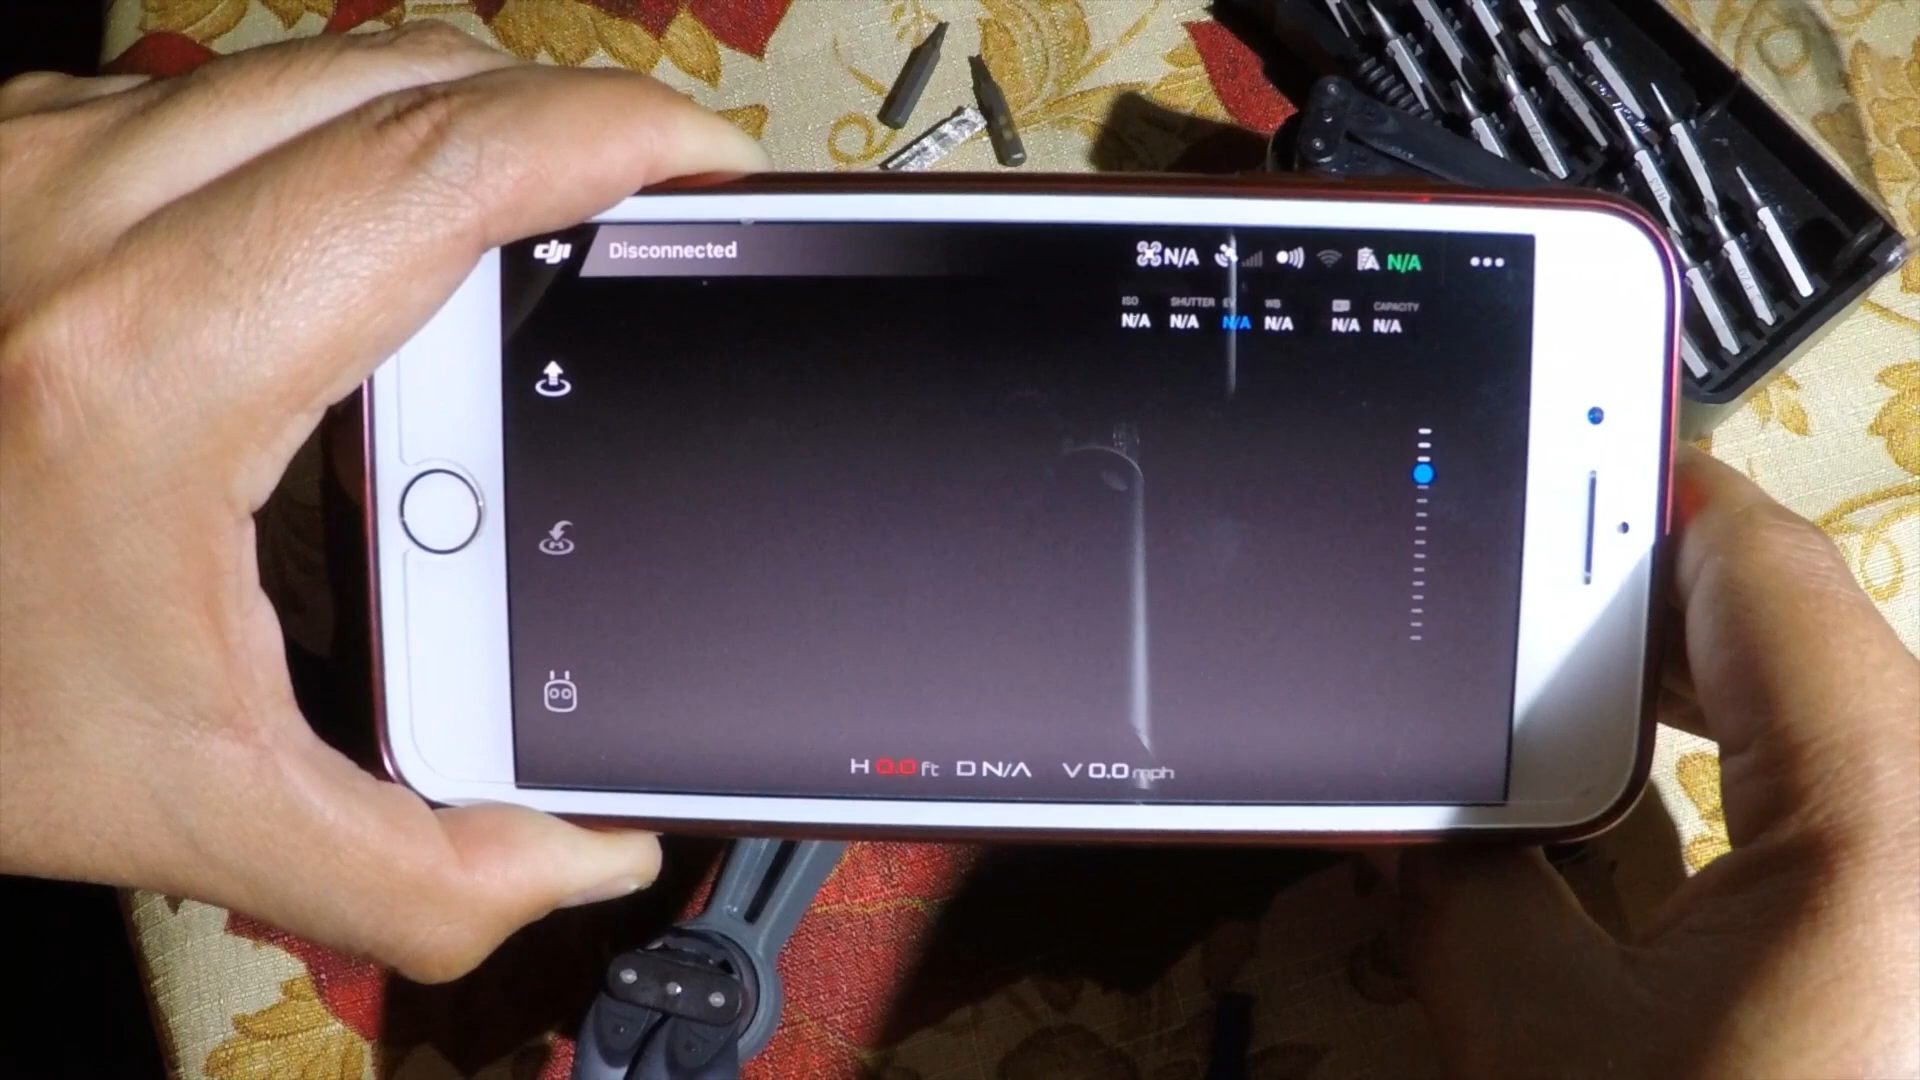 dji Disconnected N/A N/A
ISO SHUTTER EV WB CAPACITY
N/A N/A N/A N/A N/A N/A
H 0.0 ft D N/A V 0.0 mph